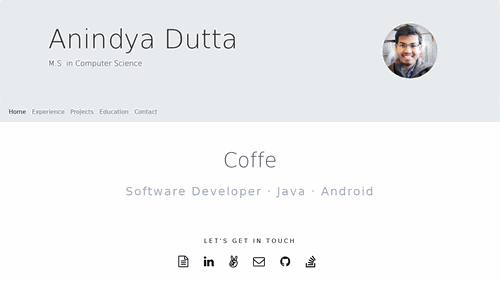 Anindya Dutta
M.S in Computer Science
Home Experience Projects Education Contact
Coffe
Software Developer · Java · Android
LET'S GET IN TOUCH